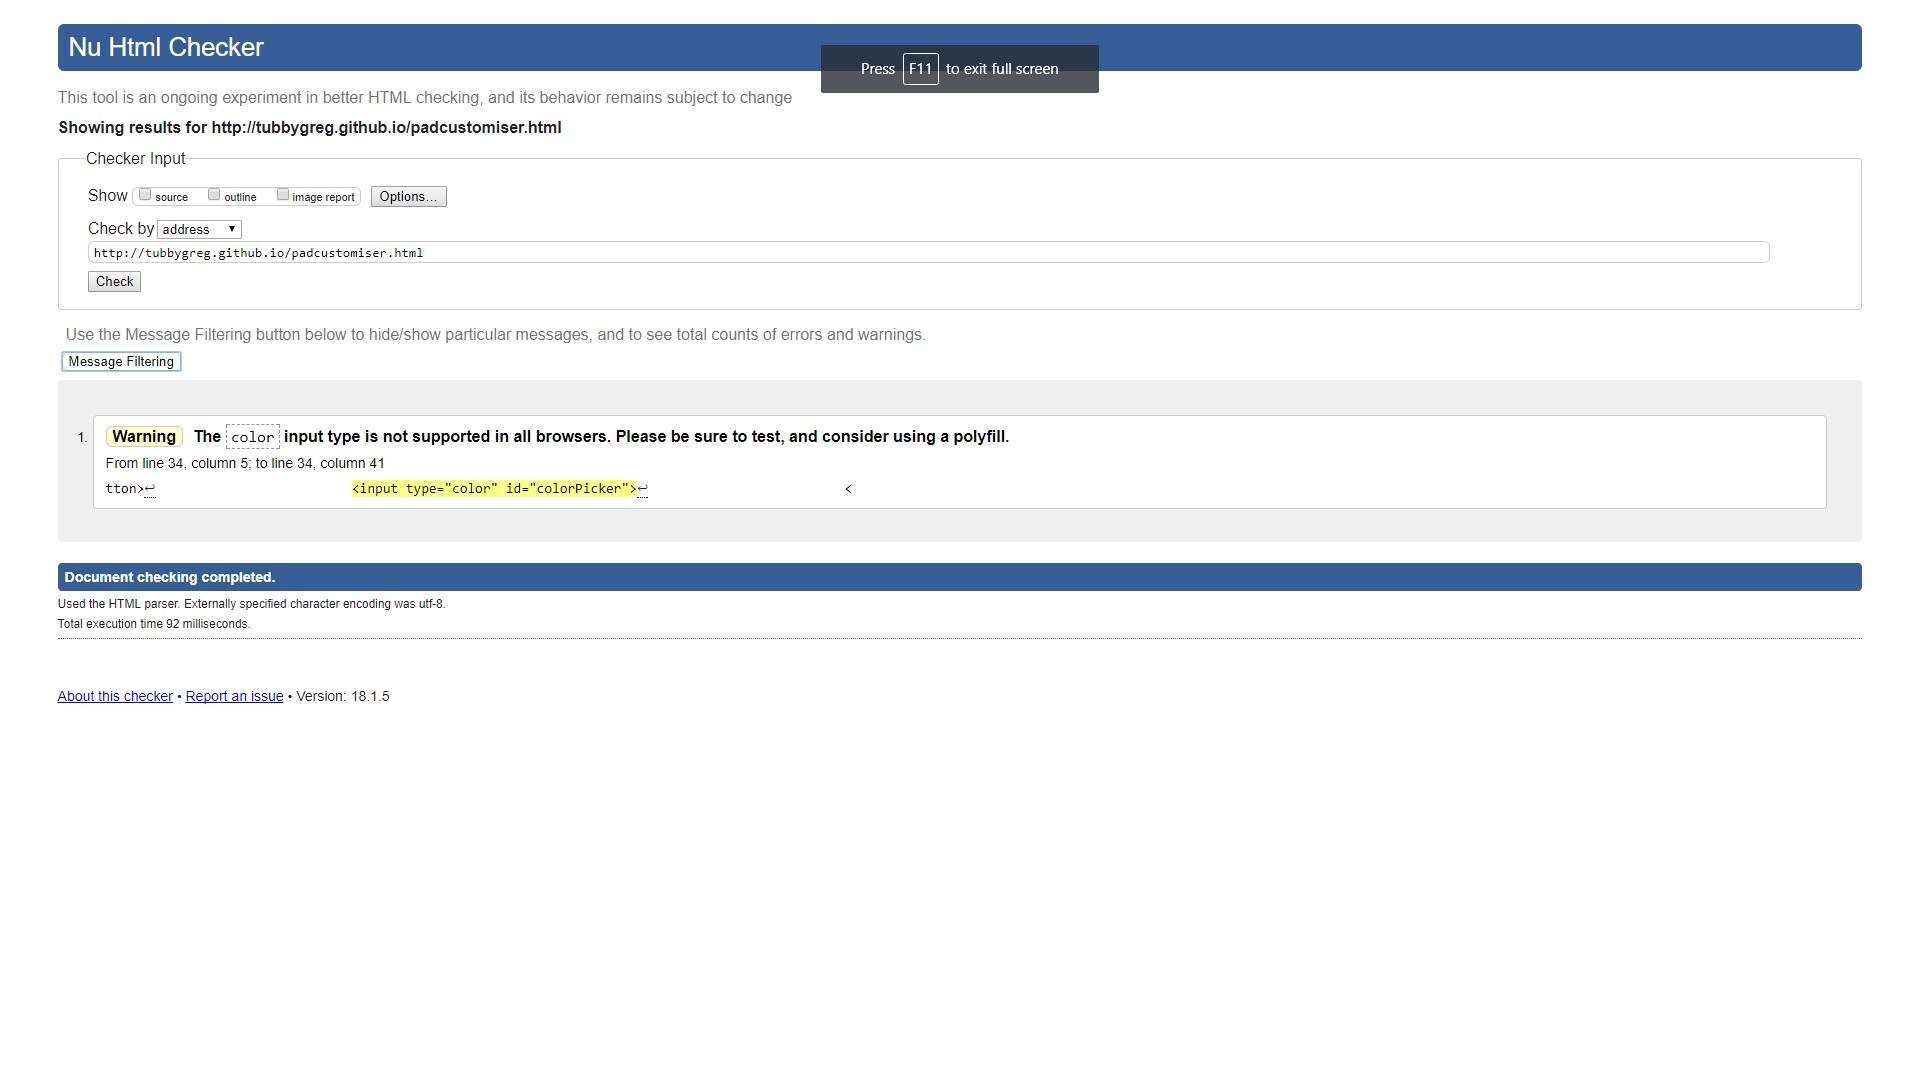 Nu Html Checker
Press F11 to exit full screen
This tool is an ongoing experiment in better HTML checking, and its behavior remains subject to change
Showing results for http://tubbygreg.github.io/padcustomiser.html
Checker Input
Show source outline image report Options...
Check by address
http://tubbygreg.github.io/padcustomiser.html
Check
Use the Message Filtering button below to hide/show particular messages, and to see total counts of errors and warnings.
Message Filtering
1. Warning The color input type is not supported in all browsers. Please be sure to test, and consider using a polyfill.
From line 34, column 5; to line 34, column 41
tton>↩ <input type="color" id="colorPicker">↩ <
Document checking completed.
Used the HTML parser. Externally specified character encoding was utf-8.
Total execution time 92 milliseconds.
About this checker • Report an issue • Version: 18.1.5